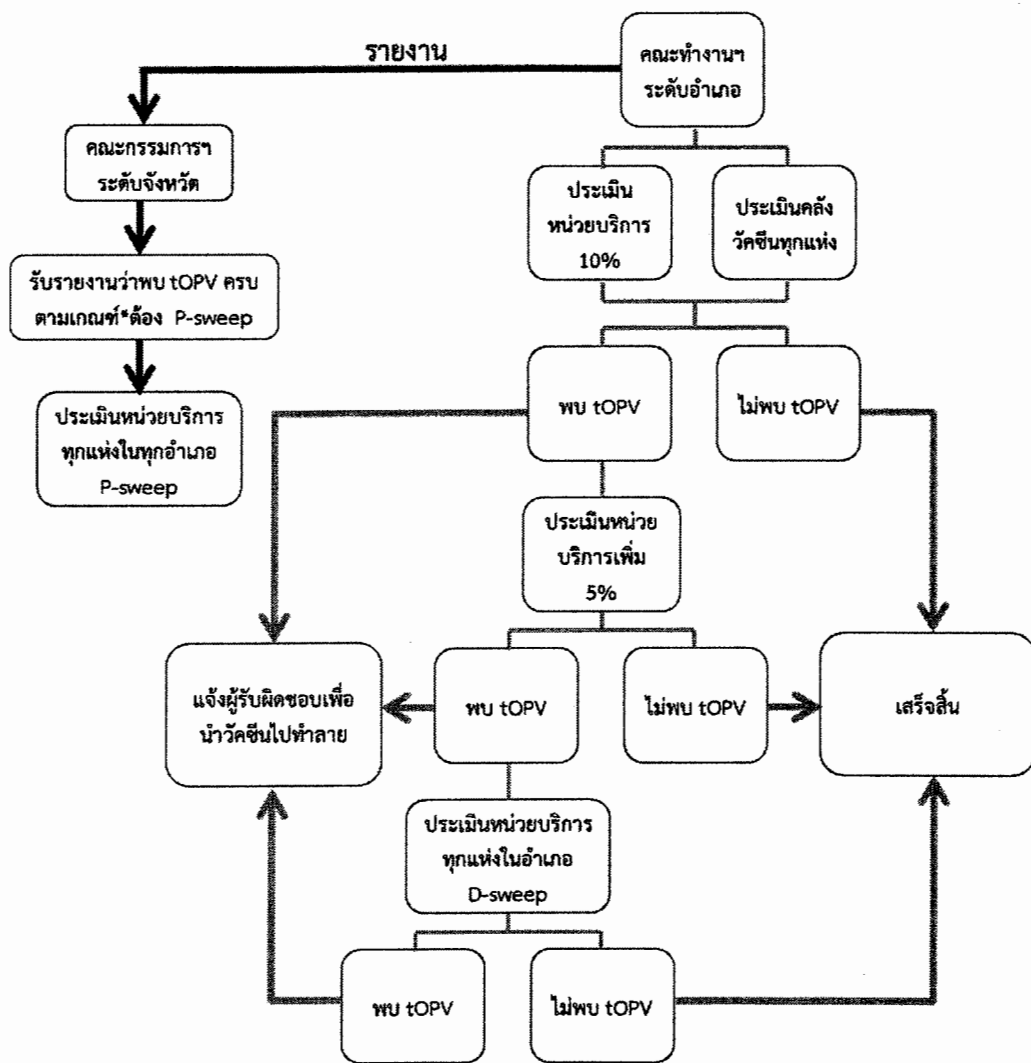 รายงาน
คณะทำงานฯ
ระดับอำเภอ
คณะกรรมการฯ
ระดับจังหวัด
ประเมิน
หน่วยบริการ
10%
ประเมินคลัง
วัคซีนทุกแห่ง
รับรายงานว่าพบ tOPV ครบ
ตามเกณฑ์*ต้อง P-sweep
พบ tOPV
ไม่พบ tOPV
ประเมินหน่วยบริการ
ทุกแห่งในทุกอำเภอ
P-sweep
ประเมินหน่วย
บริการเพิ่ม
5%
แจ้งผู้รับผิดชอบเพื่อ
นำวัคซีนไปทำลาย
พบ tOPV
ไม่พบ tOPV
เสร็จสิ้น
ประเมินหน่วยบริการ
ทุกแห่งในอำเภอ
D-sweep
พบ tOPV
ไม่พบ tOPV